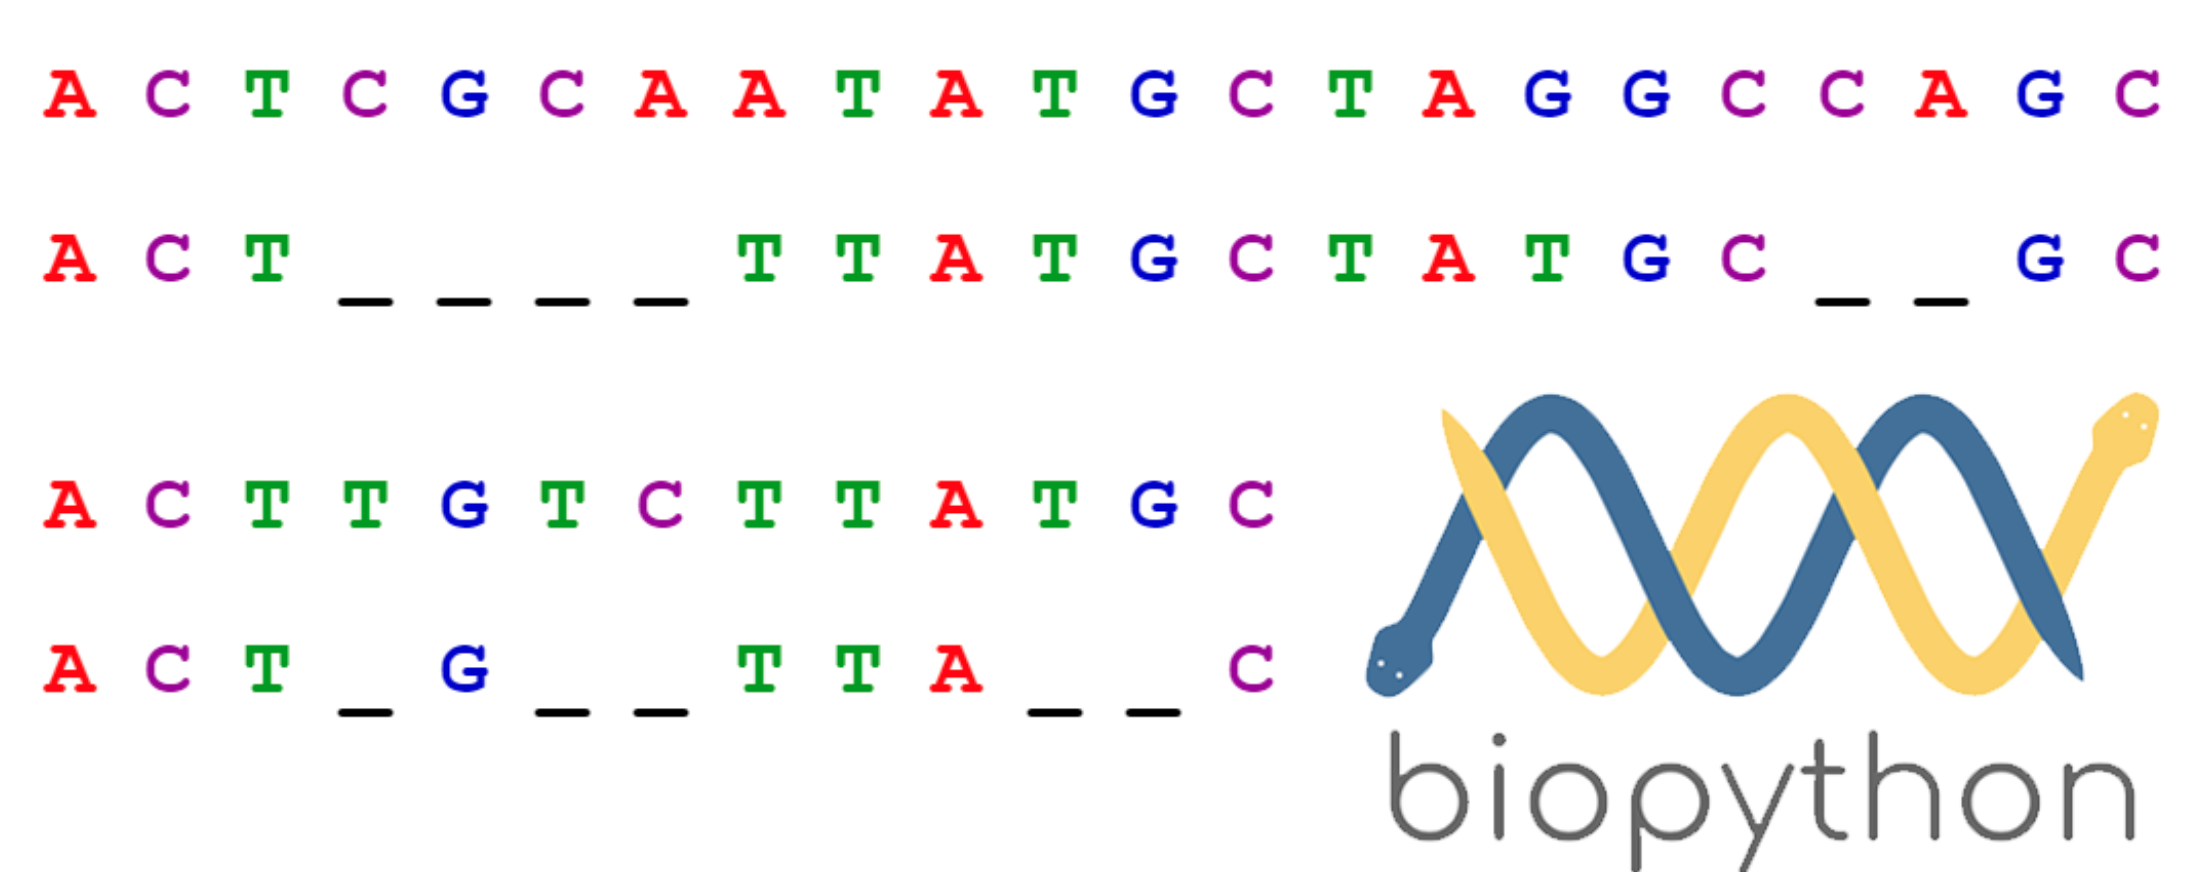 A C T C G C A A T A T G C T A G G C C A G C
A C T _ _ _ _ T T A T G C T A T G C _ _ G C
A C T T G T C T T A T G C
A C T _ G _ _ T T A _ _ C
biopython